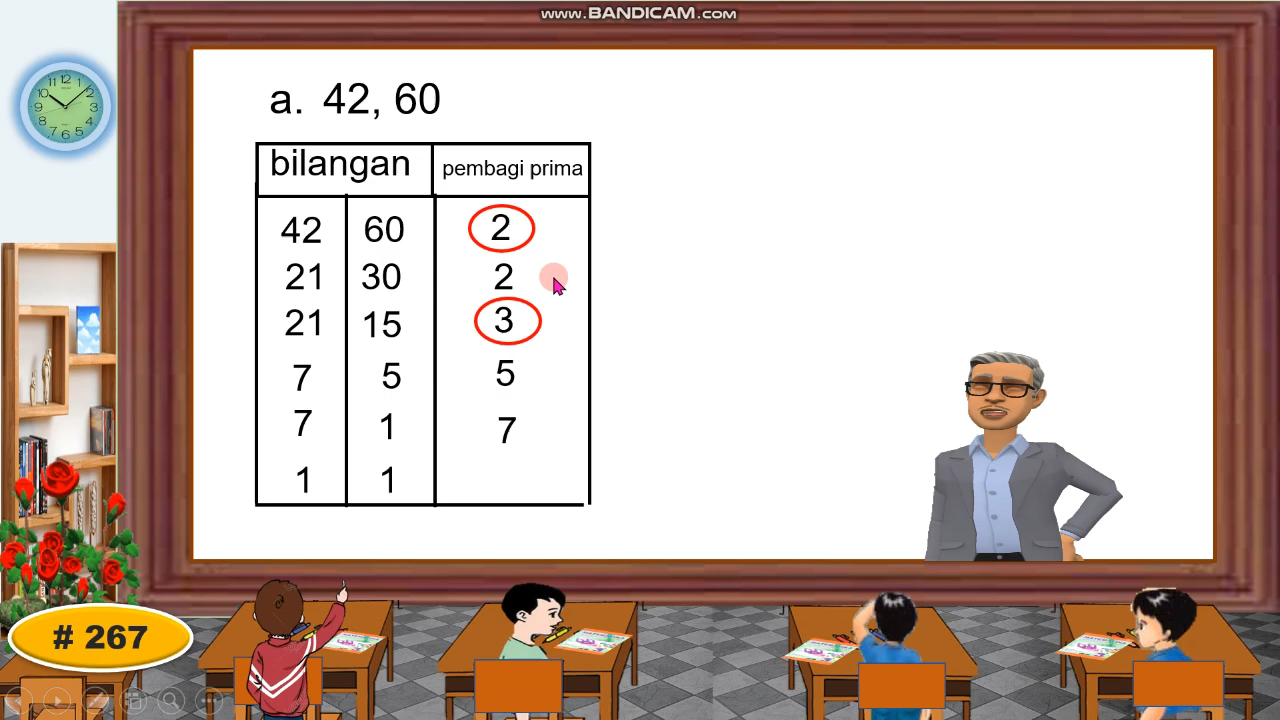 www.BANDICAM.com
a. 42, 60
bilangan pembagi prima
42 60 2
21 30 2
21 15 3
7 5 5
7 1 7
1 1
# 267